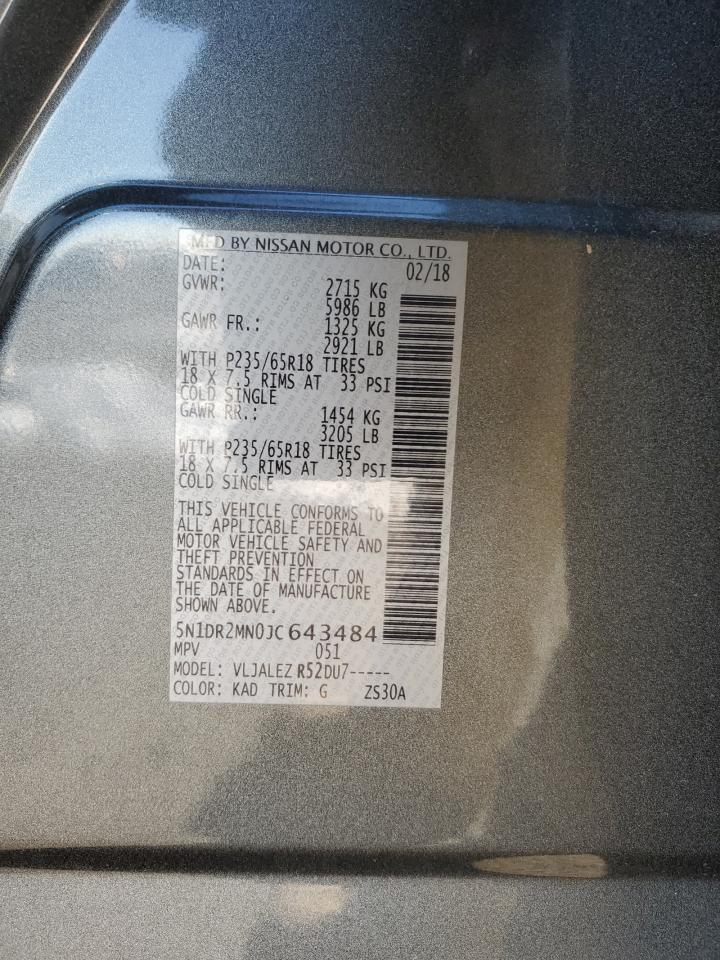 MFD BY NISSAN MOTOR CO., LTD.
DATE: 02/18
GVWR: 2715 KG
5986 LB
GAWR FR.: 1325 KG
2921 LB
WITH P235/65R18 TIRES
18 X 7.5 RIMS AT 33 PSI
COLD SINGLE
GAWR RR.: 1454 KG
3205 LB
WITH P235/65R18 TIRES
18 X 7.5 RIMS AT 33 PSI
COLD SINGLE
THIS VEHICLE CONFORMS TO
ALL APPLICABLE FEDERAL
MOTOR VEHICLE SAFETY AND
THEFT PREVENTION
STANDARDS IN EFFECT ON
THE DATE OF MANUFACTURE
SHOWN ABOVE.
5N1DR2MN0JC643484
MPV 051
MODEL: VLJALEZ R52DU7-----
COLOR: KAD TRIM: G ZS30A